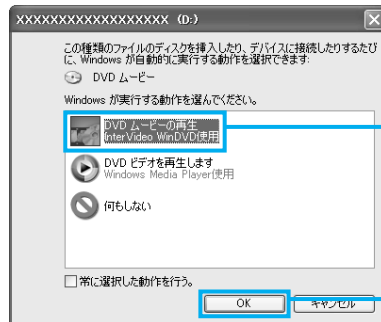 XXXXXXXXXXXXXXXXXX (D:)
この種類のファイルのディスクを挿入したり、デバイスに接続したりするたび
に、Windows が自動的に実行する動作を選択できます:
DVD ムービー
Windows が実行する動作を選んでください。
DVD ムービーの再生
InterVideo WinDVD使用
DVD ビデオを再生します
Windows Media Player使用
何もしない
常に選択した動作を行う。
OK
キャンセル